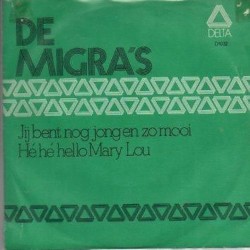 DE
MIGRA'S
DELTA
Jij bent nog jong en zo mooi
Hé hé hello Mary Lou